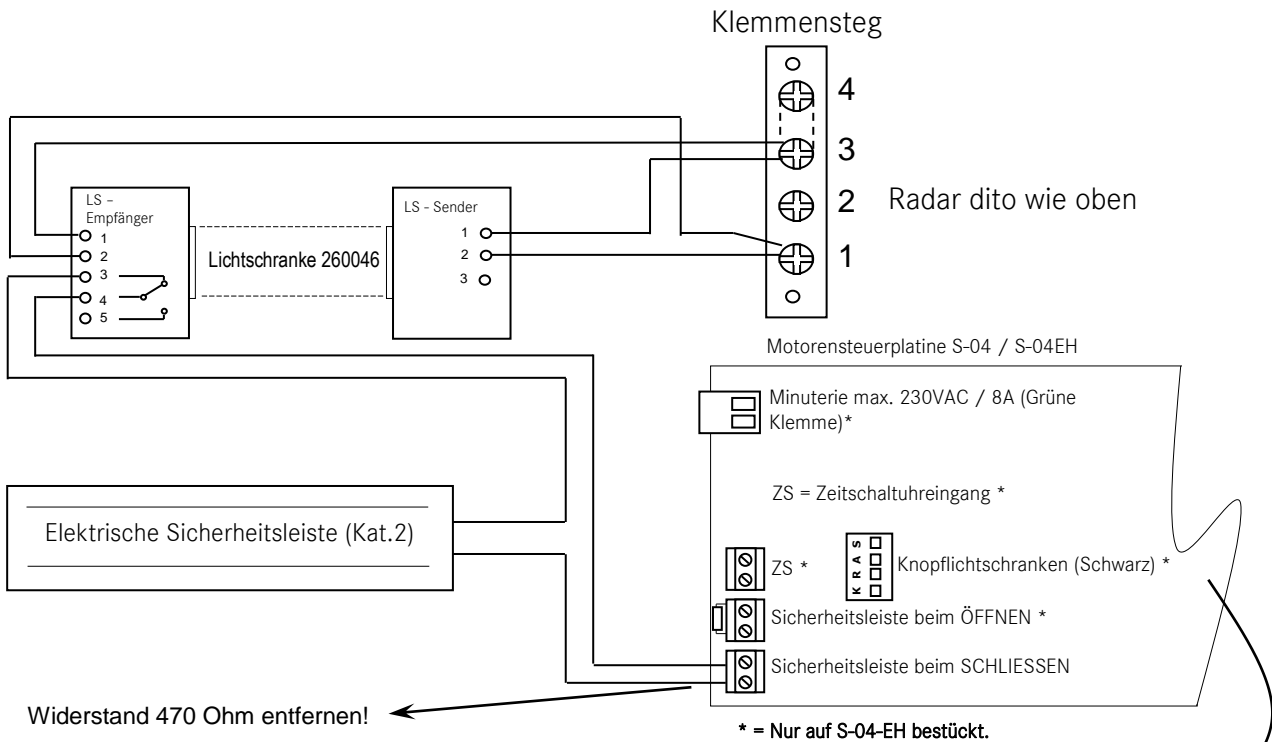 Klemmensteg
4
3
2
1
Radar dito wie oben
LS –
Empfänger
1
2
3
4
5
Lichtschranke 260046
LS - Sender
1
2
3
Motorensteuerplatine S-04 / S-04EH
Minuterie max. 230VAC / 8A (Grüne
Klemme)*
ZS = Zeitschaltuhreingang *
Elektrische Sicherheitsleiste (Kat.2)
ZS *
K R A S
Knopflichtschranken (Schwarz) *
Sicherheitsleiste beim ÖFFNEN *
Sicherheitsleiste beim SCHLIESSEN
Widerstand 470 Ohm entfernen!
* = Nur auf S-04-EH bestückt.